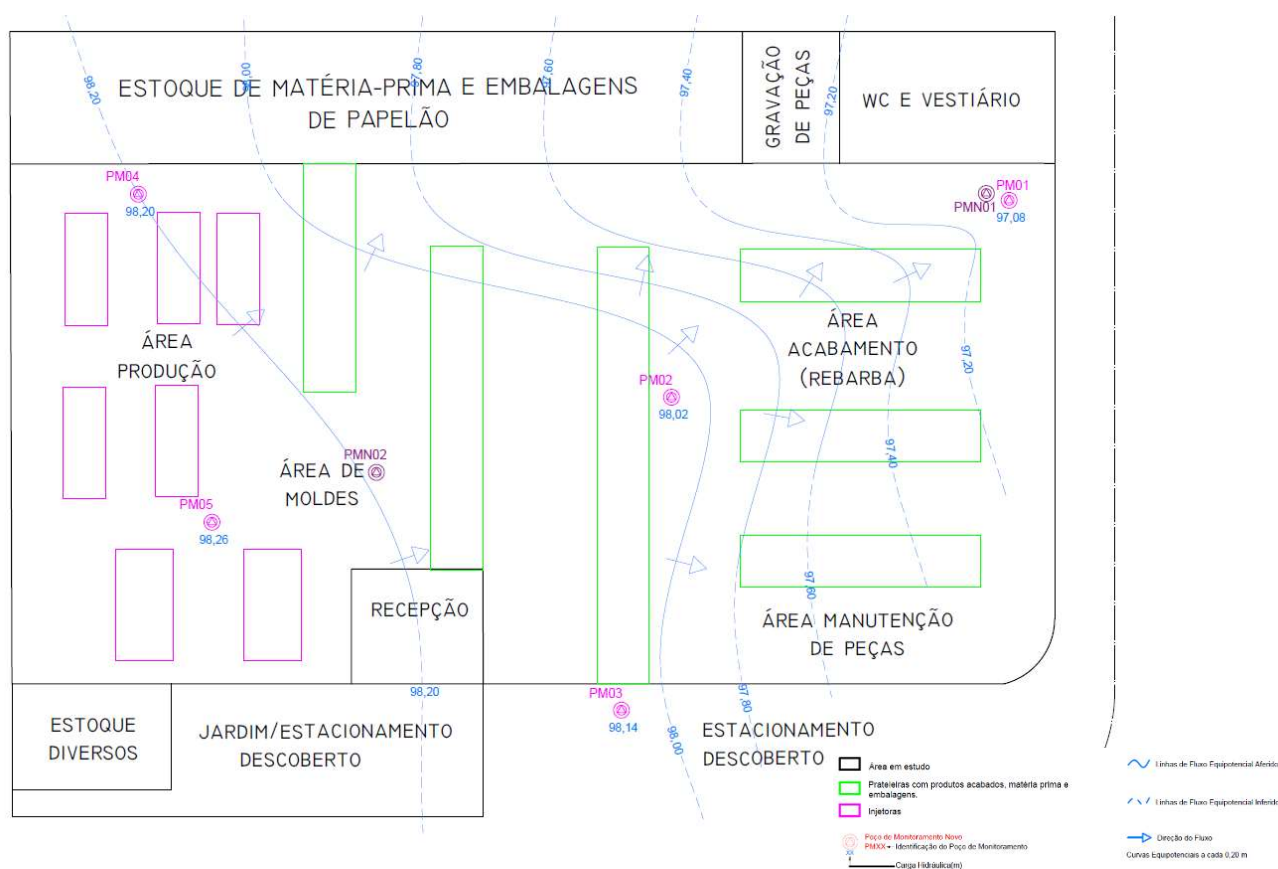 98,20
98,00
97,80
97,60
97,40
97,20
ESTOQUE DE MATÉRIA-PRIMA E EMBALAGENS
DE PAPELÃO
GRAVAÇÃO
DE PEÇAS
WC E VESTIÁRIO
PM04
98,20
PM01
PMN01
97,08
ÁREA
PRODUÇÃO
ÁREA
ACABAMENTO
(REBARBA)
97,20
PM02
98,02
PMN02
ÁREA DE
MOLDES
97,40
PM05
98,26
97,60
RECEPÇÃO
ÁREA MANUTENÇÃO
DE PEÇAS
98,20
PM03
98,14
97,80
98,00
ESTOQUE
DIVERSOS
JARDIM/ESTACIONAMENTO
DESCOBERTO
ESTACIONAMENTO
DESCOBERTO
Área em estudo
Prateleiras com produtos acabados, matéria prima e
embalagens.
Injetoras
Poço de Monitoramento Novo
PMXX Identificação do Poço de Monitoramento
XX
Carga Hidráulica(m)
Linhas de Fluxo Equipotencial Aferido
Linhas de Fluxo Equipotencial Inferido
Direção do Fluxo
Curvas Equipotenciais a cada 0,20 m